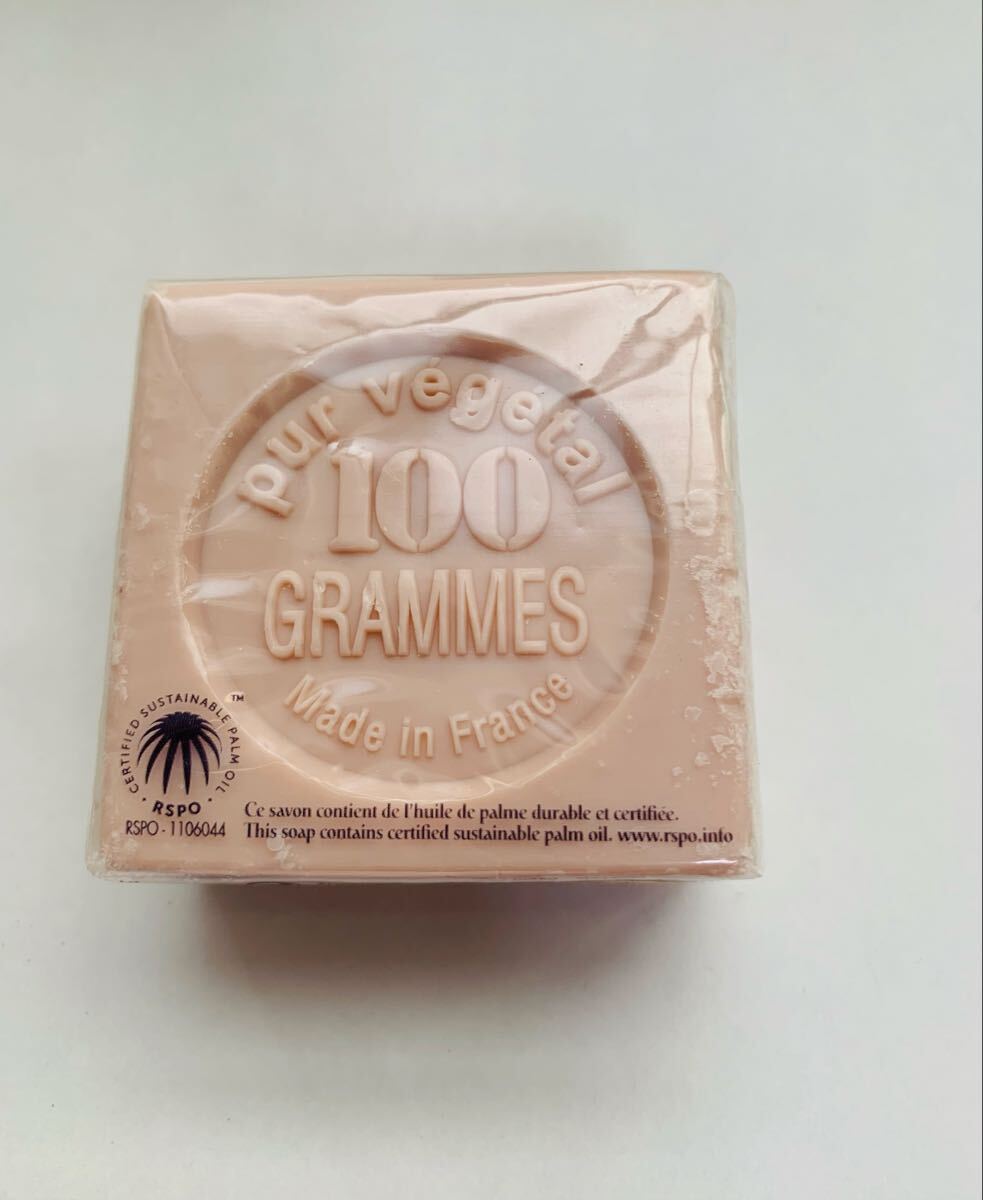 pur végétal
100
GRAMMES
Made in France
CERTIFIED SUSTAINABLE PALM OIL ™
RSPO
RSPO - 1106044
Ce savon contient de l'huile de palme durable et certifiée.
This soap contains certified sustainable palm oil. www.rspo.info